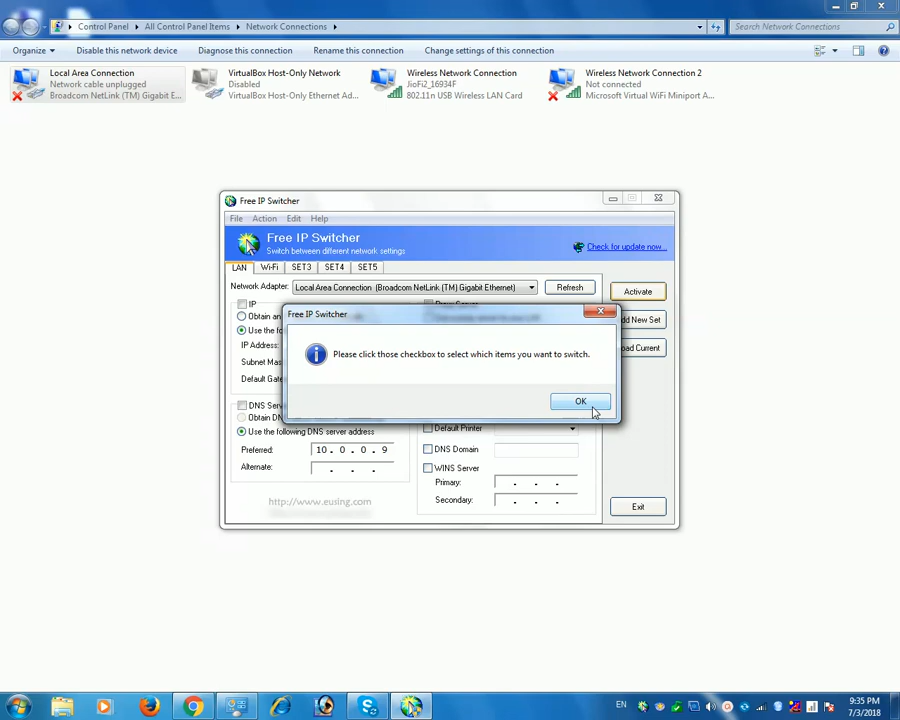 Control Panel ▸ All Control Panel Items ▸ Network Connections ▸
Search Network Connections
Organize Disable this network device Diagnose this connection Rename this connection Change settings of this connection
Local Area Connection
Network cable unplugged
Broadcom NetLink (TM) Gigabit E...
VirtualBox Host-Only Network
Disabled
VirtualBox Host-Only Ethernet Ad...
Wireless Network Connection
JioFi2_16934F
802.11n USB Wireless LAN Card
Wireless Network Connection 2
Not connected
Microsoft Virtual WiFi Miniport A...
Free IP Switcher
File Action Edit Help
Free IP Switcher
Switch between different network settings
Check for update now...
LAN Wi-Fi SET3 SET4 SET5
Network Adapter: Local Area Connection (Broadcom NetLink (TM) Gigabit Ethernet) Refresh
Activate
IP
Obtain an
Use the fo
IP Address:
Subnet Mas
Default Gate
dd New Set
oad Current
Free IP Switcher
Please click those checkbox to select which items you want to switch.
OK
DNS Serv
Obtain DN
Use the following DNS server address
Preferred: 10 . 0 . 0 . 9
Alternate: . . .
Default Printer
DNS Domain
WINS Server
Primary: . . .
Secondary: . . .
http://www.eusing.com
Exit
EN
9:35 PM
7/3/2018